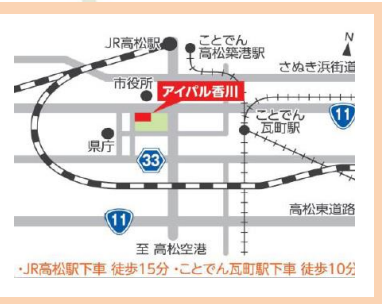 JR高松駅
ことでん
高松築港駅
N
さぬき浜街道
市役所
アイパル香川
ことでん
瓦町駅
11
県庁
33
高松東道路
11
至 高松空港
・JR高松駅下車 徒歩15分・ことでん瓦町駅下車 徒歩10分